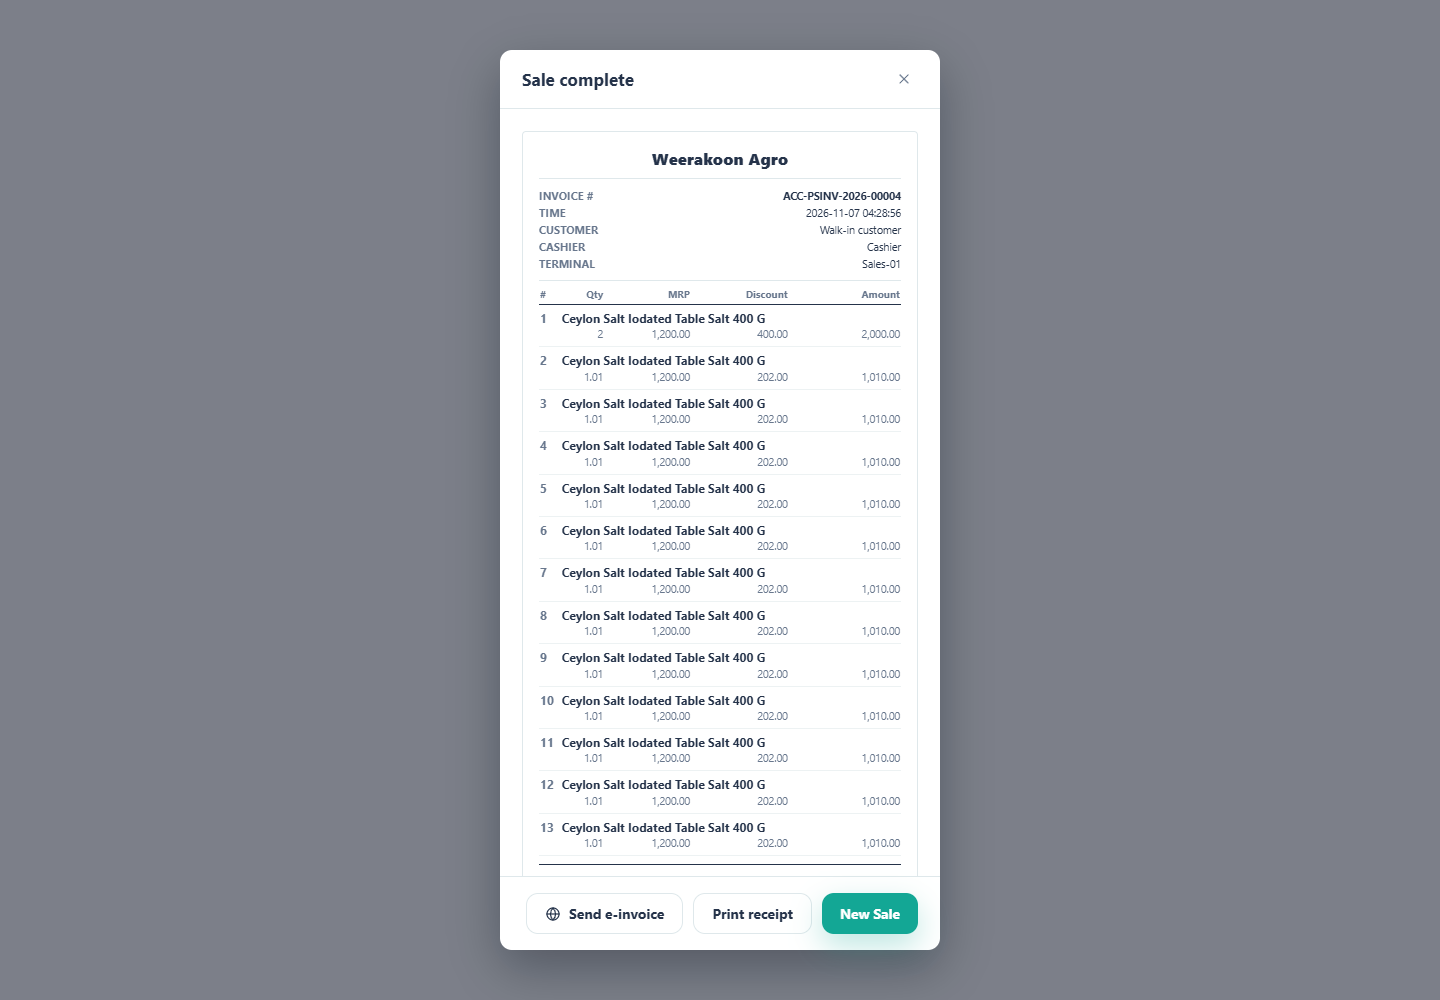 Sale complete
Weerakoon Agro
INVOICE # ACC-PSINV-2026-00004
TIME 2026-11-07 04:28:56
CUSTOMER Walk-in customer
CASHIER Cashier
TERMINAL Sales-01
# Qty MRP Discount Amount
1 Ceylon Salt Iodated Table Salt 400 G
2 1,200.00 400.00 2,000.00
2 Ceylon Salt Iodated Table Salt 400 G
1.01 1,200.00 202.00 1,010.00
3 Ceylon Salt Iodated Table Salt 400 G
1.01 1,200.00 202.00 1,010.00
4 Ceylon Salt Iodated Table Salt 400 G
1.01 1,200.00 202.00 1,010.00
5 Ceylon Salt Iodated Table Salt 400 G
1.01 1,200.00 202.00 1,010.00
6 Ceylon Salt Iodated Table Salt 400 G
1.01 1,200.00 202.00 1,010.00
7 Ceylon Salt Iodated Table Salt 400 G
1.01 1,200.00 202.00 1,010.00
8 Ceylon Salt Iodated Table Salt 400 G
1.01 1,200.00 202.00 1,010.00
9 Ceylon Salt Iodated Table Salt 400 G
1.01 1,200.00 202.00 1,010.00
10 Ceylon Salt Iodated Table Salt 400 G
1.01 1,200.00 202.00 1,010.00
11 Ceylon Salt Iodated Table Salt 400 G
1.01 1,200.00 202.00 1,010.00
12 Ceylon Salt Iodated Table Salt 400 G
1.01 1,200.00 202.00 1,010.00
13 Ceylon Salt Iodated Table Salt 400 G
1.01 1,200.00 202.00 1,010.00
Send e-invoice Print receipt New Sale